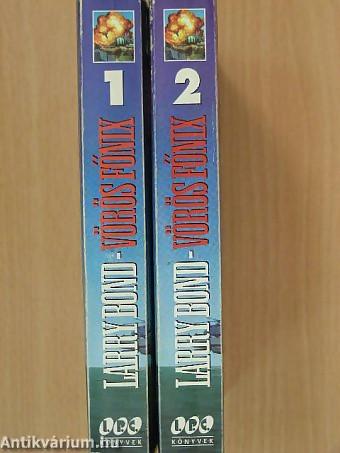 1
LARRY BOND - VÖRÖS FŐNIX
LPC
KÖNYVEK
2
LARRY BOND - VÖRÖS FŐNIX
LPC
KÖNYVEK
Antikvárium.hu